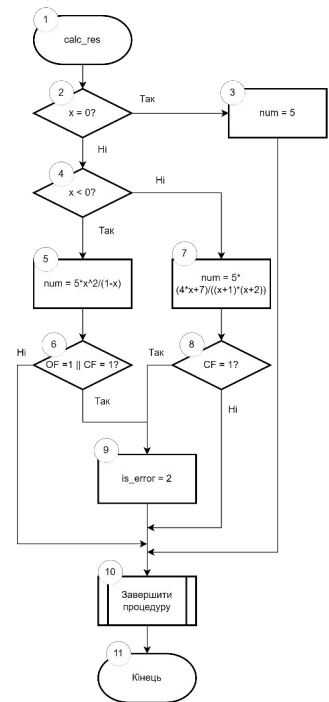 1
calc_res
2
x = 0?
Так
3
num = 5
Ні
4
x < 0?
Ні
Так
5
num = 5*x^2/(1-x)
7
num = 5*
(4*x+7)/((x+1)*(x+2))
6
OF =1 || CF = 1?
Ні
Так
8
CF = 1?
Так
Ні
9
is_error = 2
10
Завершити
процедуру
11
Кінець